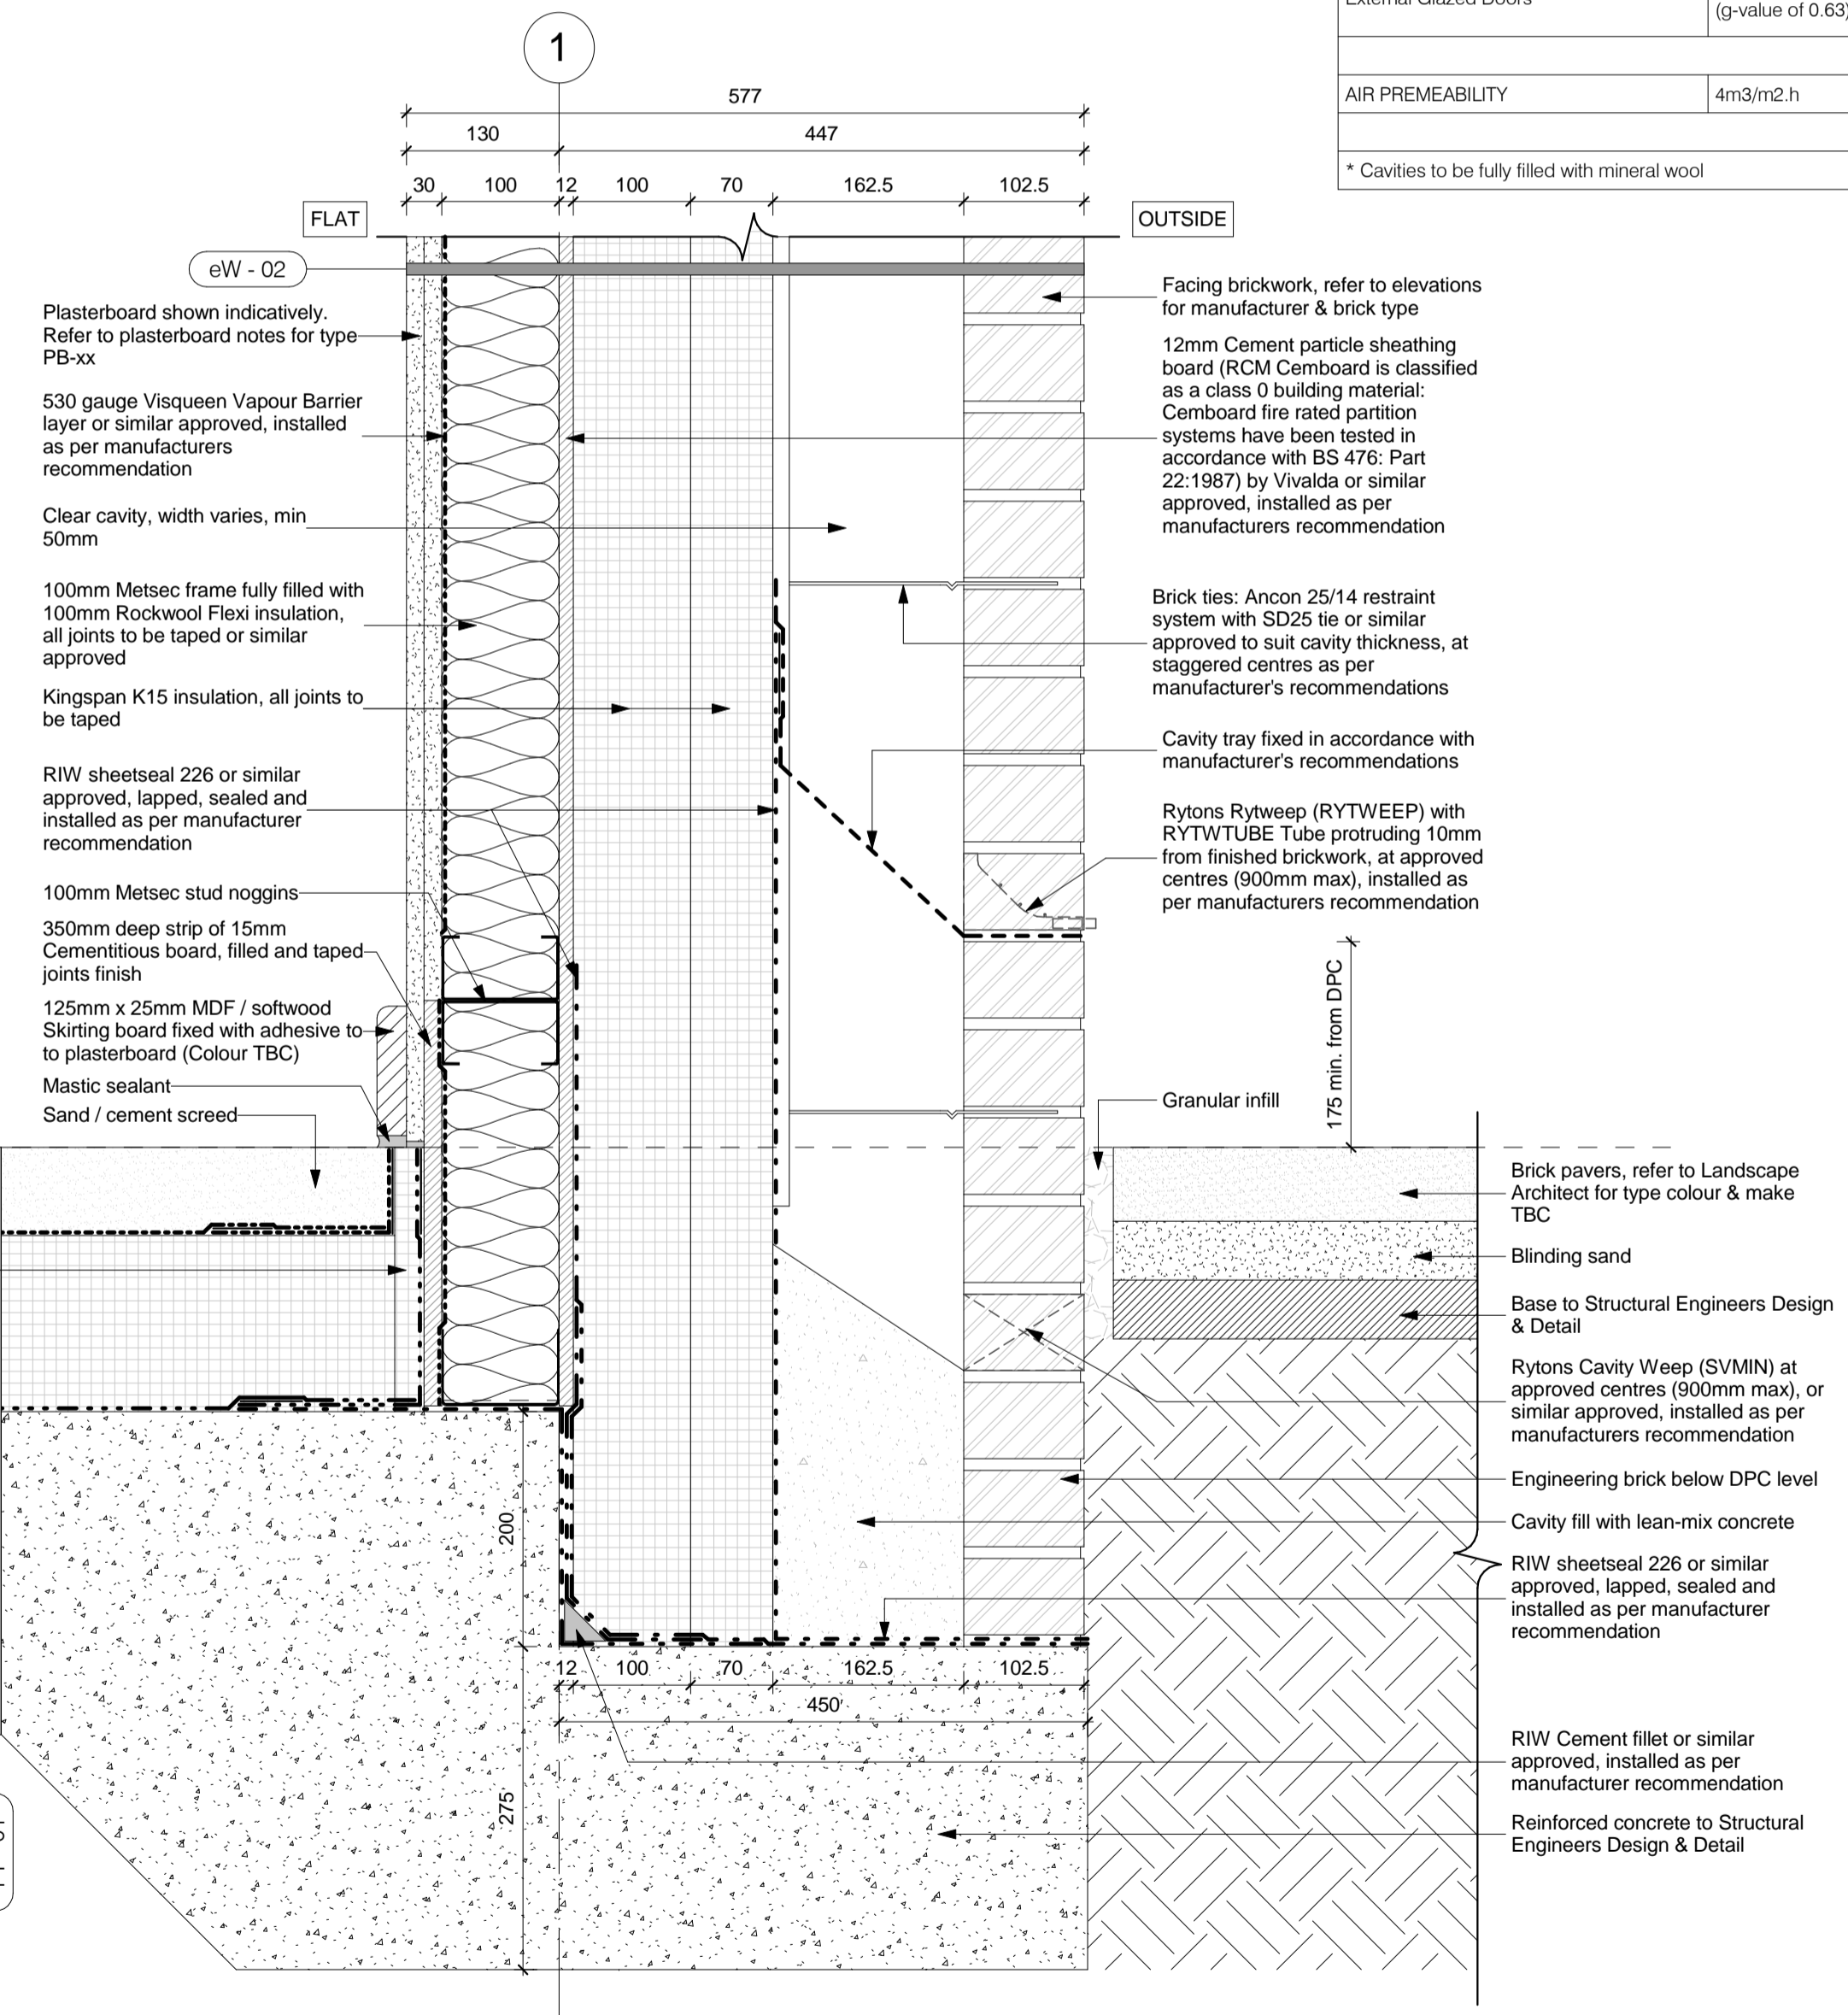 External Glazed Doors
(g-value of 0.63)
AIR PREMEABILITY
4m3/m2.h
* Cavities to be fully filled with mineral wool
1
577
130
447
30
100
12
100
70
162.5
102.5
FLAT
OUTSIDE
eW - 02
Plasterboard shown indicatively.
Refer to plasterboard notes for type
PB-xx
530 gauge Visqueen Vapour Barrier
layer or similar approved, installed
as per manufacturers
recommendation
Clear cavity, width varies, min
50mm
100mm Metsec frame fully filled with
100mm Rockwool Flexi insulation,
all joints to be taped or similar
approved
Kingspan K15 insulation, all joints to
be taped
RIW sheetseal 226 or similar
approved, lapped, sealed and
installed as per manufacturer
recommendation
100mm Metsec stud noggins
350mm deep strip of 15mm
Cementitious board, filled and taped
joints finish
125mm x 25mm MDF / softwood
Skirting board fixed with adhesive to
to plasterboard (Colour TBC)
Mastic sealant
Sand / cement screed
Facing brickwork, refer to elevations
for manufacturer & brick type
12mm Cement particle sheathing
board (RCM Cemboard is classified
as a class 0 building material:
Cemboard fire rated partition
systems have been tested in
accordance with BS 476: Part
22:1987) by Vivalda or similar
approved, installed as per
manufacturers recommendation
Brick ties: Ancon 25/14 restraint
system with SD25 tie or similar
approved to suit cavity thickness, at
staggered centres as per
manufacturer's recommendations
Cavity tray fixed in accordance with
manufacturer's recommendations
Rytons Rytweep (RYTWEEP) with
RYTWTUBE Tube protruding 10mm
from finished brickwork, at approved
centres (900mm max), installed as
per manufacturers recommendation
175 min. from DPC
Granular infill
Brick pavers, refer to Landscape
Architect for type colour & make
TBC
Blinding sand
Base to Structural Engineers Design
& Detail
Rytons Cavity Weep (SVMIN) at
approved centres (900mm max), or
similar approved, installed as per
manufacturers recommendation
Engineering brick below DPC level
Cavity fill with lean-mix concrete
RIW sheetseal 226 or similar
approved, lapped, sealed and
installed as per manufacturer
recommendation
RIW Cement fillet or similar
approved, installed as per
manufacturer recommendation
Reinforced concrete to Structural
Engineers Design & Detail
200
275
12
100
70
162.5
102.5
450